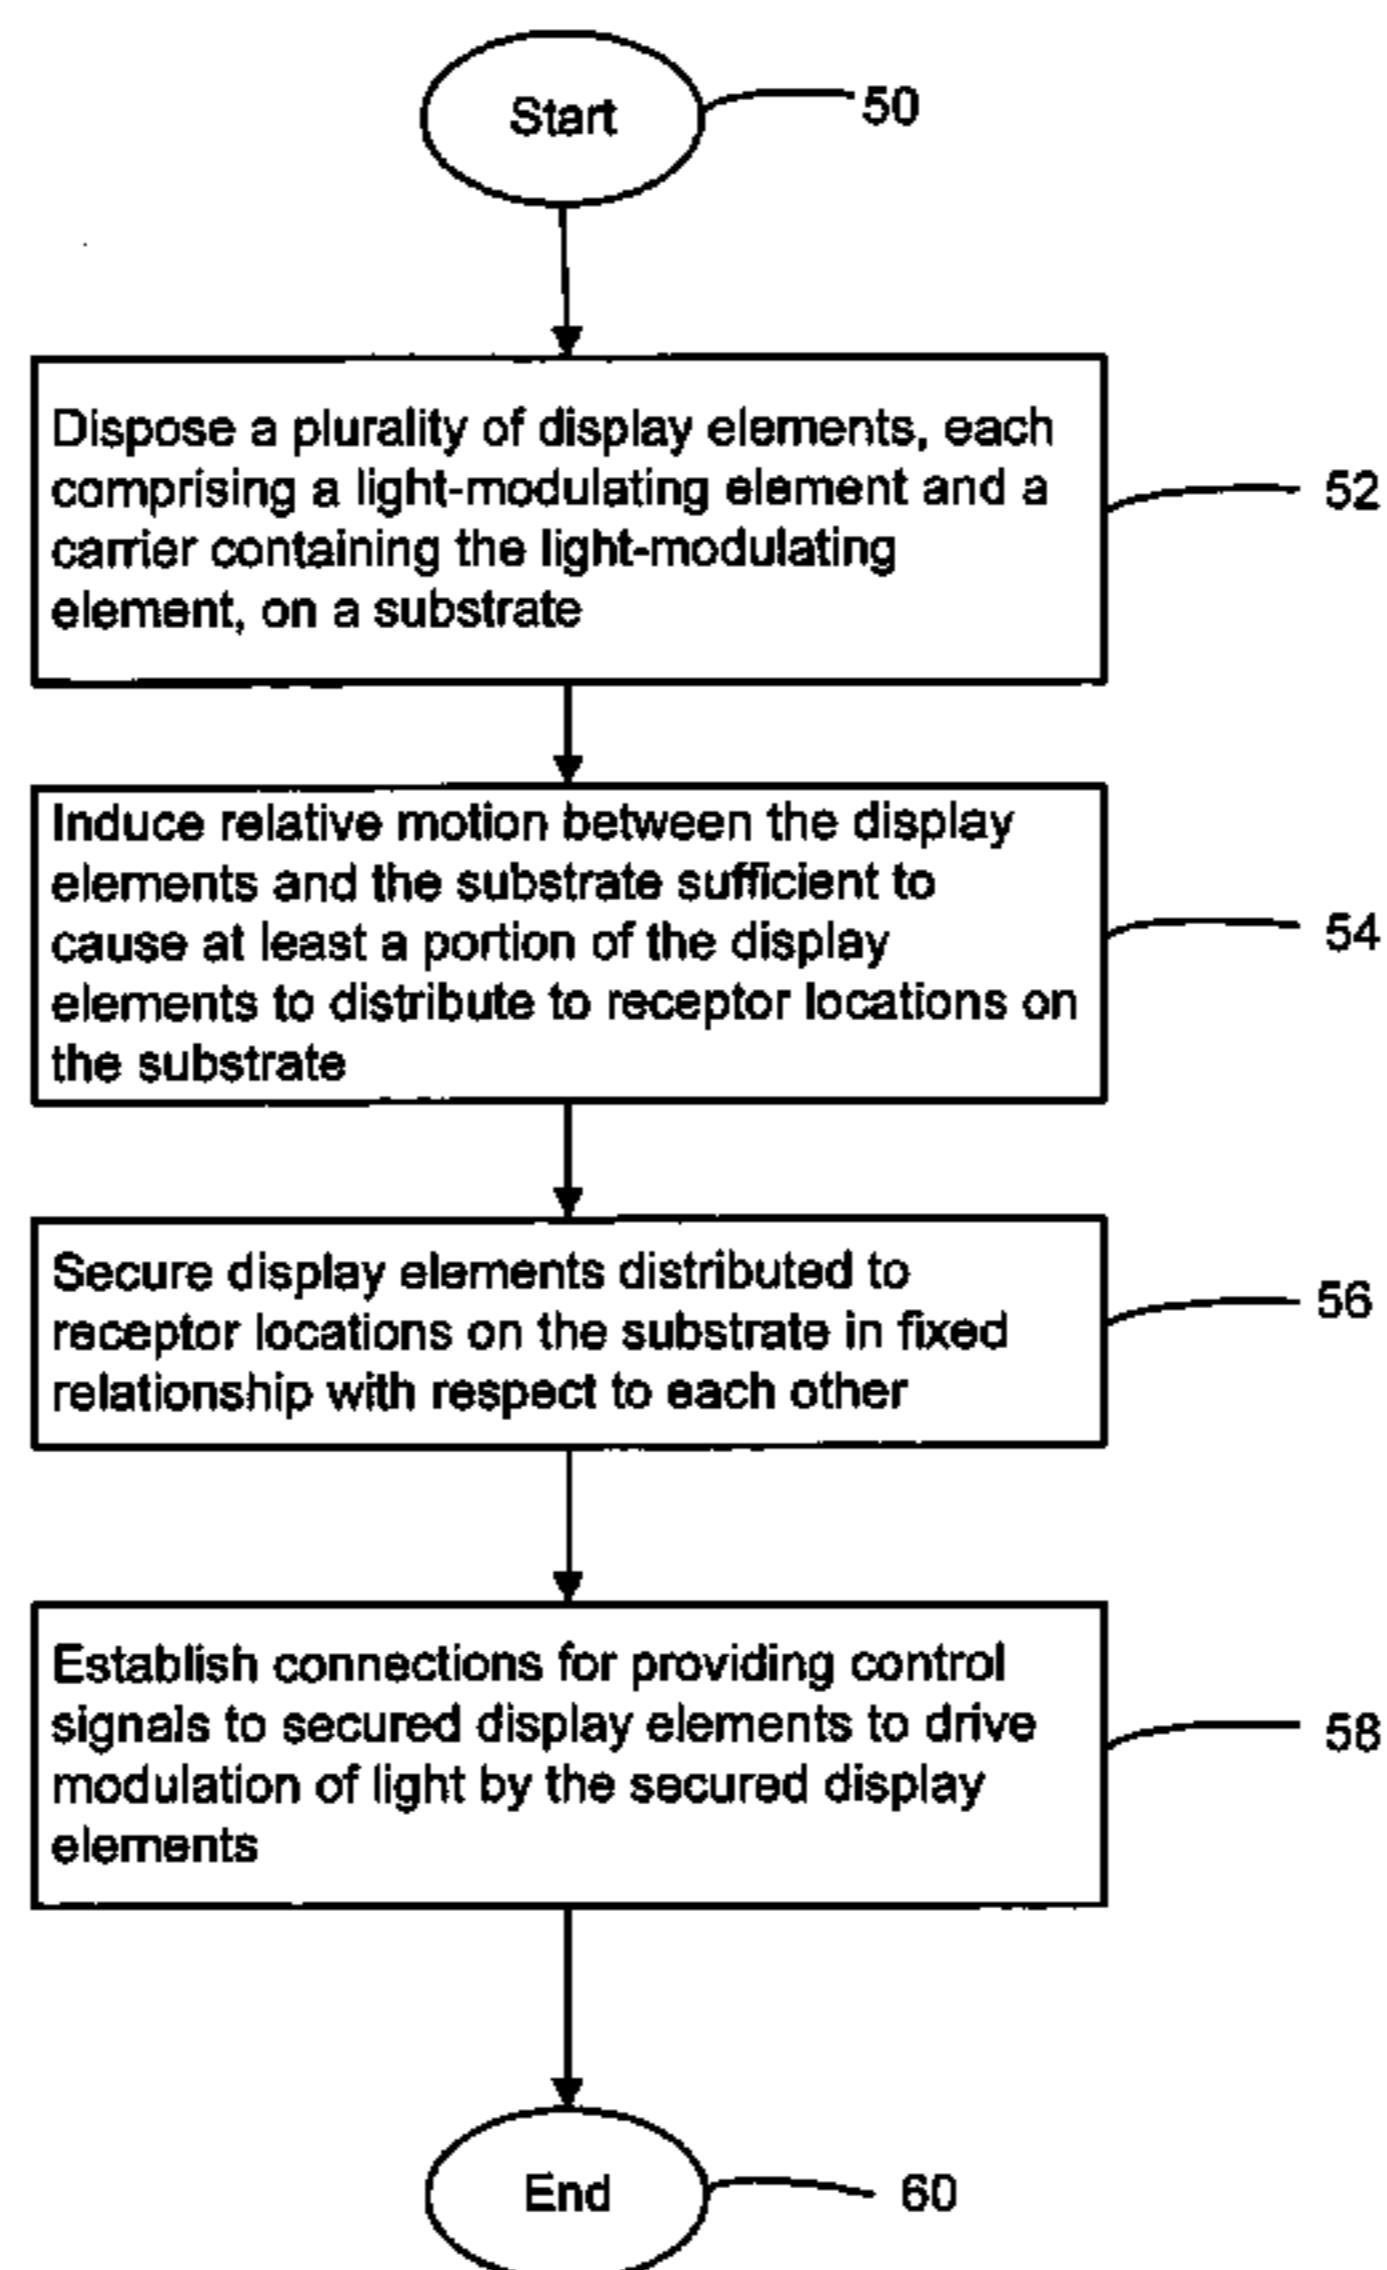 Start
50
Dispose a plurality of display elements, each
comprising a light-modulating element and a
carrier containing the light-modulating
element, on a substrate
52
Induce relative motion between the display
elements and the substrate sufficient to
cause at least a portion of the display
elements to distribute to receptor locations on
the substrate
54
Secure display elements distributed to
receptor locations on the substrate in fixed
relationship with respect to each other
56
Establish connections for providing control
signals to secured display elements to drive
modulation of light by the secured display
elements
58
End
60